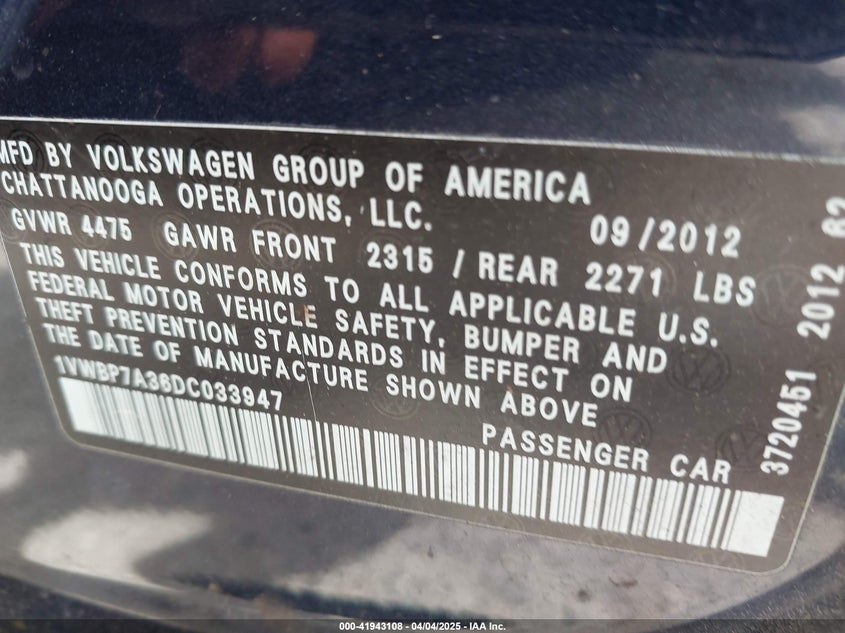 MFD BY VOLKSWAGEN GROUP OF AMERICA
CHATTANOOGA OPERATIONS, LLC.
09/2012
GVWR 4475 GAWR FRONT 2315 / REAR 2271 LBS
THIS VEHICLE CONFORMS TO ALL APPLICABLE U.S.
FEDERAL MOTOR VEHICLE SAFETY, BUMPER AND
THEFT PREVENTION STANDARDS IN EFFECT ON
THE DATE OF MANUFACTURE SHOWN ABOVE
1VWBP7A36DC033947
PASSENGER CAR
3720451 2012 82
000-41943108 - 04/04/2025 - IAA Inc.